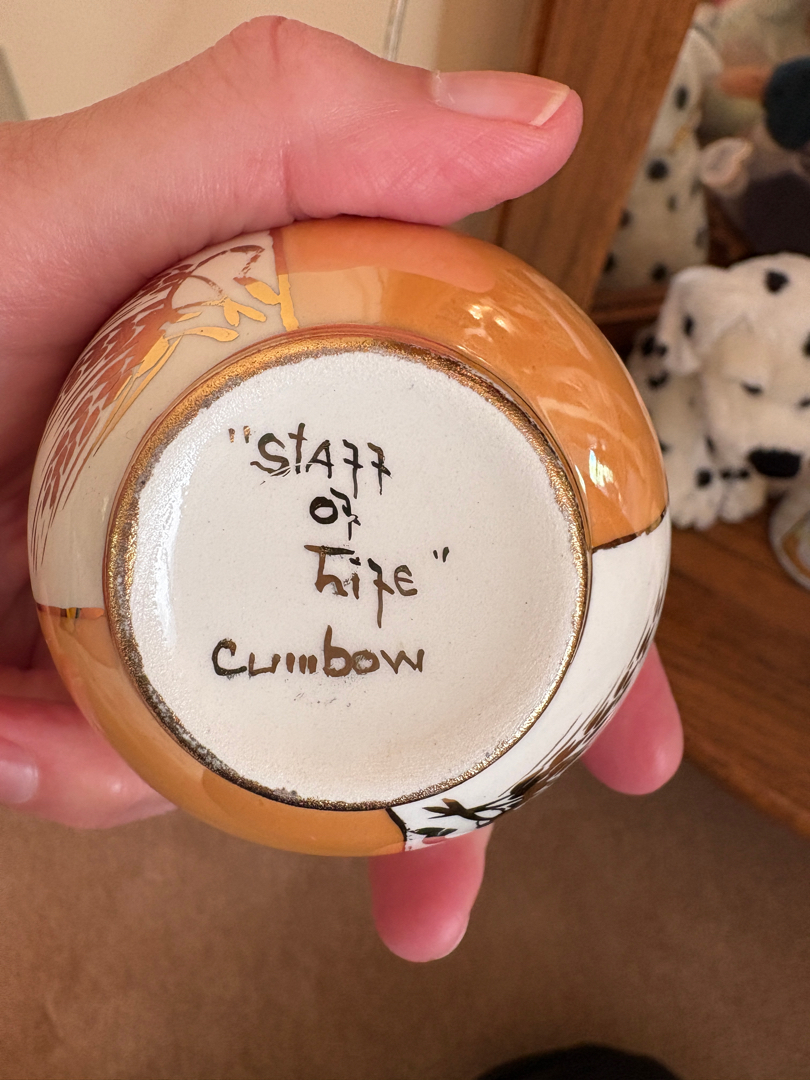 "Staff
of
Life"
Cumbow